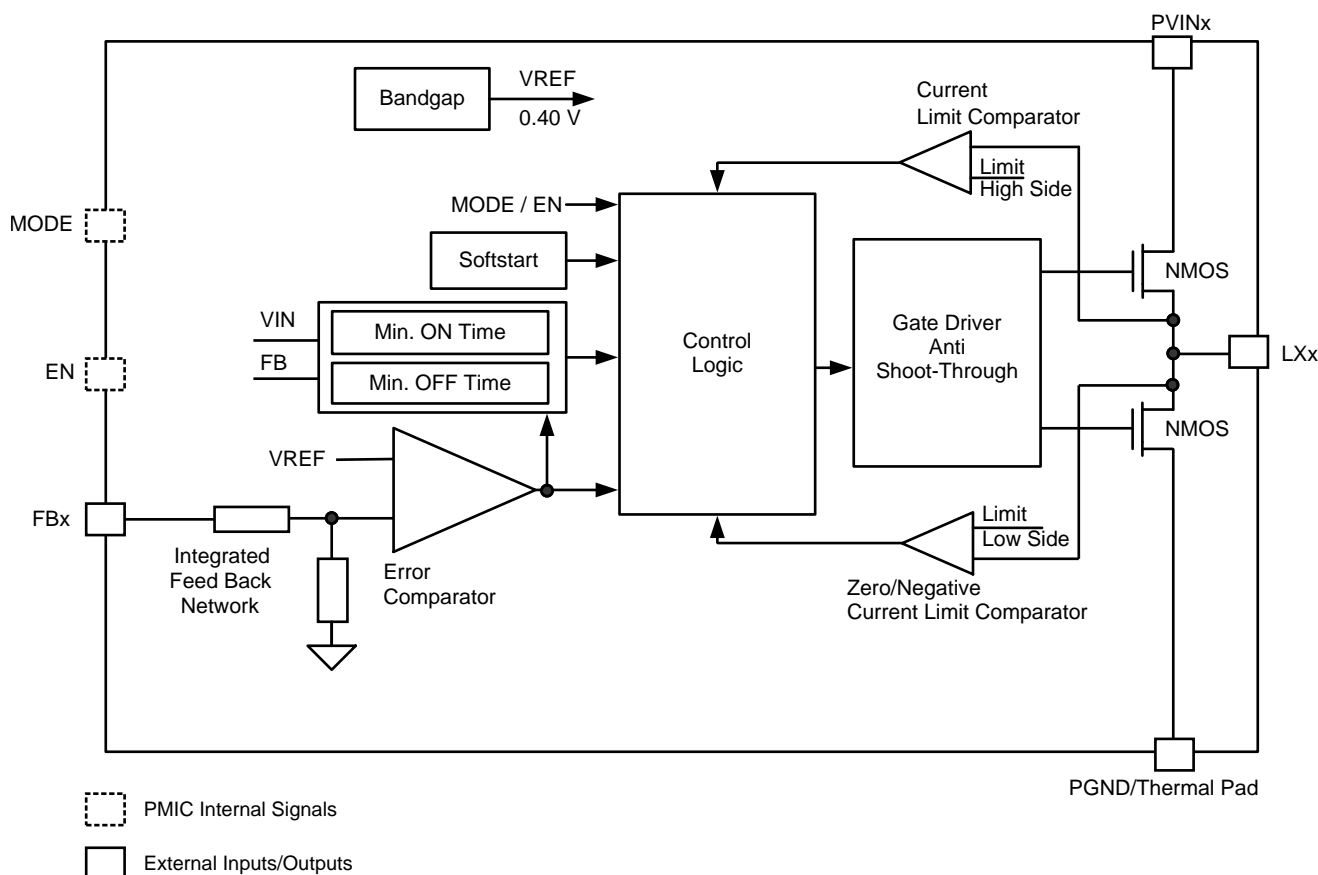 PVINx
Bandgap
VREF
0.40 V
Current
Limit Comparator
Limit
High Side
MODE
MODE / EN
Softstart
NMOS
VIN
Min. ON Time
FB
Min. OFF Time
Control
Logic
Gate Driver
Anti
Shoot-Through
LXx
EN
NMOS
VREF
FBx
Integrated
Feed Back
Network
Error
Comparator
Limit
Low Side
Zero/Negative
Current Limit Comparator
PGND/Thermal Pad
PMIC Internal Signals
External Inputs/Outputs